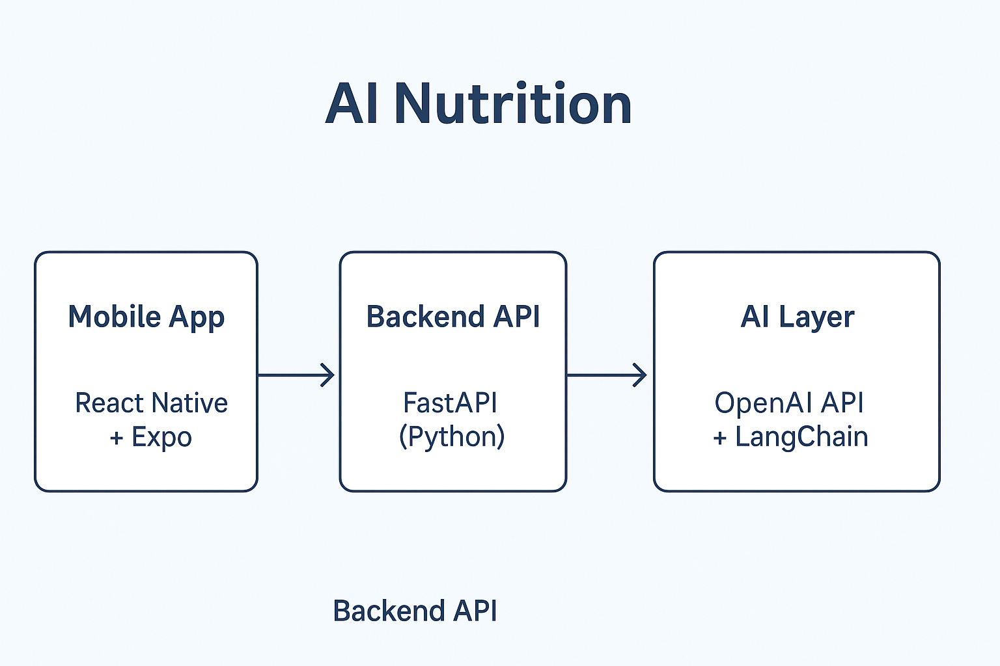 AI Nutrition
Mobile App
React Native
+ Expo
Backend API
FastAPI
(Python)
AI Layer
OpenAI API
+ LangChain
Backend API